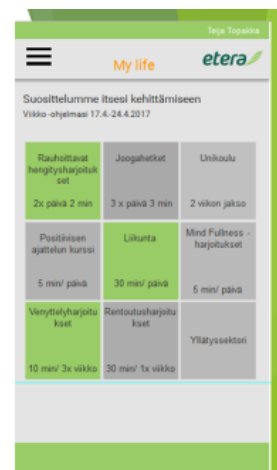 Teija Topakka
My life
etera
Suosittelumme itsesi kehittämiseen
Viikko-ohjelmasi 17.4.-24.4.2017
Rauhoittavat
hengitysharjoituk
set
2x päivä 2 min
Joogahetket
3 x päivä 3 min
Unikoulu
2 viikon jakso
Positiivisen
ajattelun kurssi
5 min/ päivä
Liikunta
30 min/ päivä
Mind Fullness -
harjoitukset
5 min/ päivä
Venyttelyharjoitu
kset
10 min/ 3x viikko
Rentoutusharjoitu
kset
30 min/ 1x viikko
Yllätyssektori